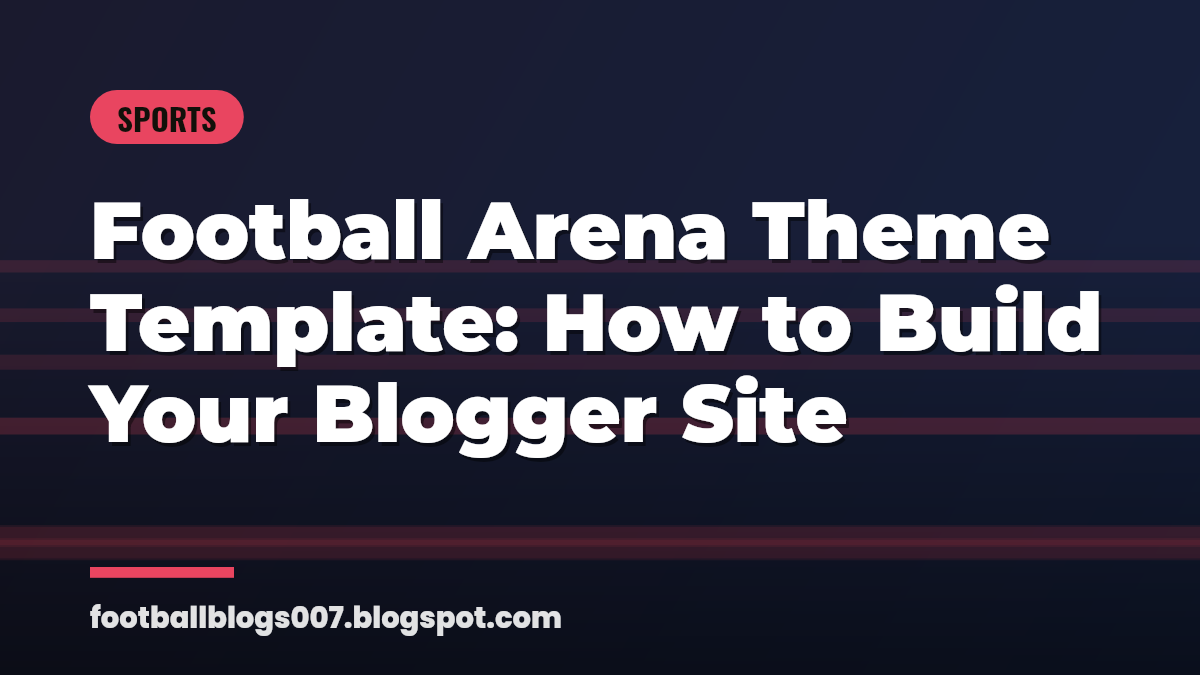 SPORTS
Football Arena Theme
Template: How to Build
Your Blogger Site
footballblogs007.blogspot.com